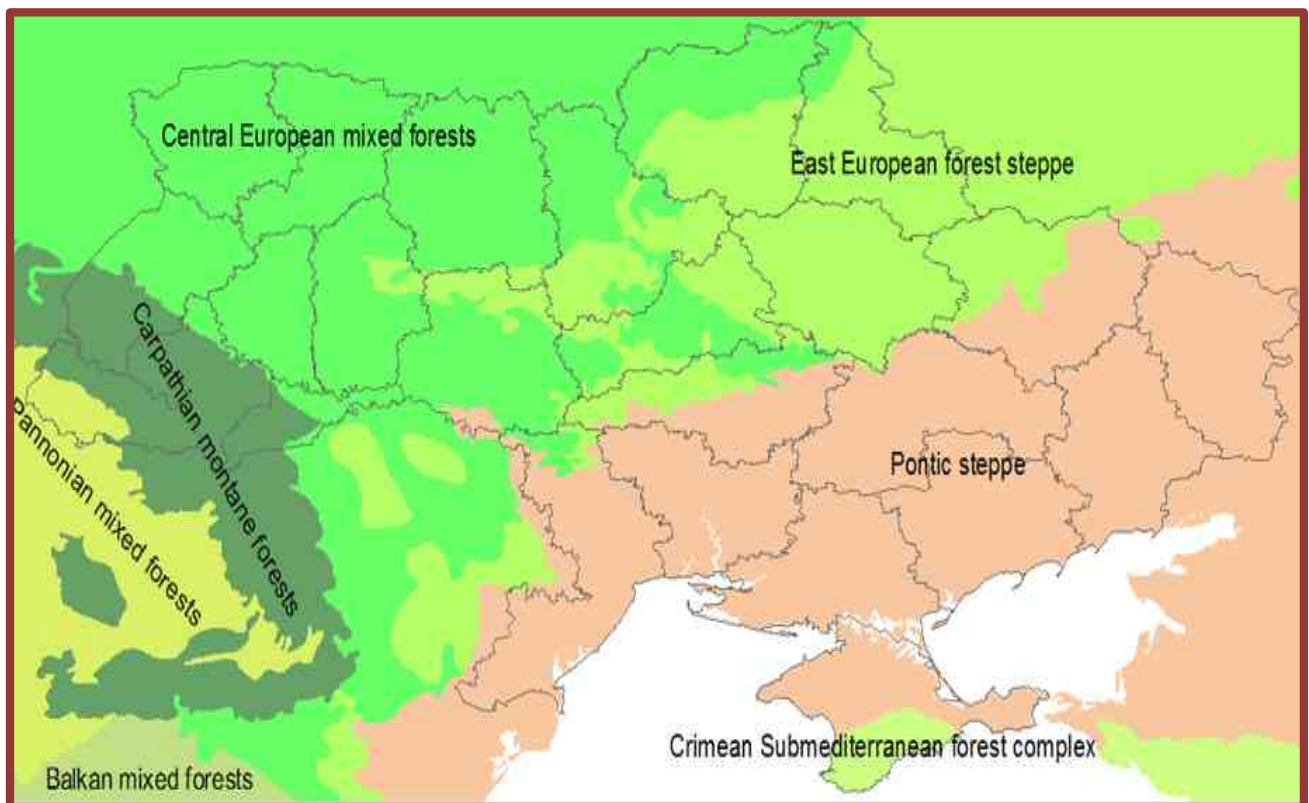 Central European mixed forests
East European forest steppe
Carpathian montane forests
Pannonian mixed forests
Pontic steppe
Crimean Submediterranean forest complex
Balkan mixed forests